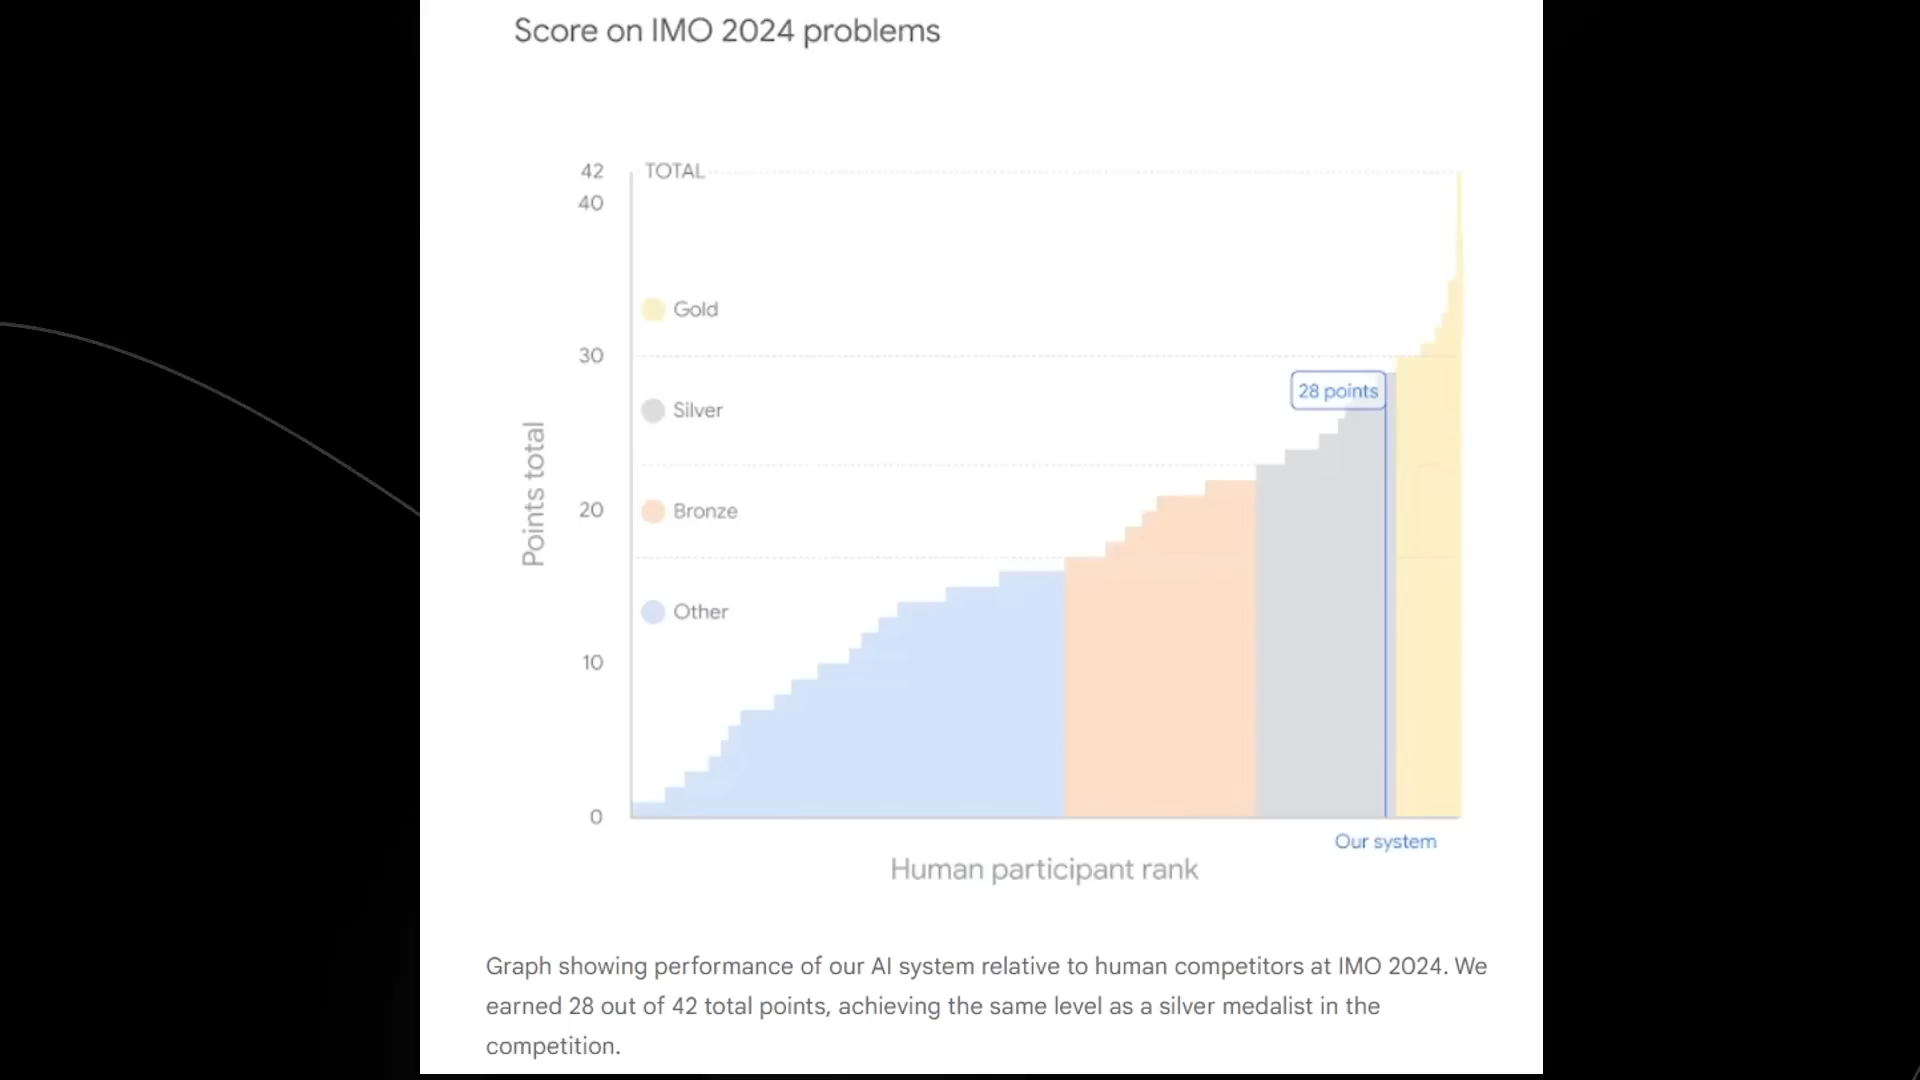 Score on IMO 2024 problems
42
TOTAL
40
Gold
30
28 points
Silver
Points total
20
Bronze
Other
10
0
Our system
Human participant rank
Graph showing performance of our AI system relative to human competitors at IMO 2024. We
earned 28 out of 42 total points, achieving the same level as a silver medalist in the
competition.